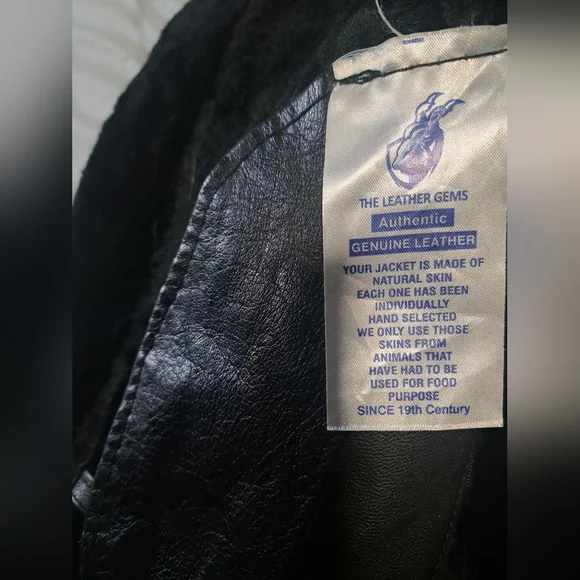 THE LEATHER GEMS
Authentic
GENUINE LEATHER
YOUR JACKET IS MADE OF
NATURAL SKIN
EACH ONE HAS BEEN
INDIVIDUALLY
HAND SELECTED
WE ONLY USE THOSE
SKINS FROM
ANIMALS THAT
HAVE HAD TO BE
USED FOR FOOD
PURPOSE
SINCE 19th Century